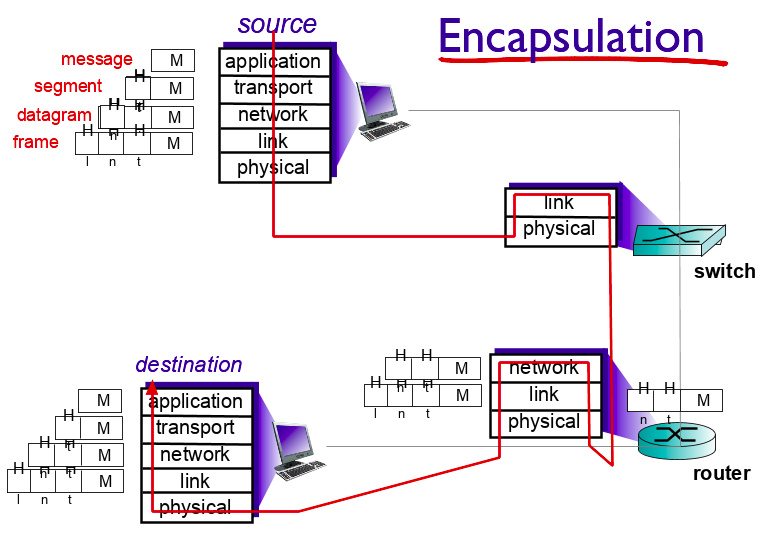 source
Encapsulation
message
M
application
segment
H
t
M
transport
datagram
H H
n t
M
network
frame
H H H
l n t
M
link
physical
link
physical
switch
destination
H H
n t
M
network
H H H
l n t
M
link
physical
H H
n t
M
router
M
application
H
t
M
transport
H H
n t
M
network
H H H
l n t
M
link
physical